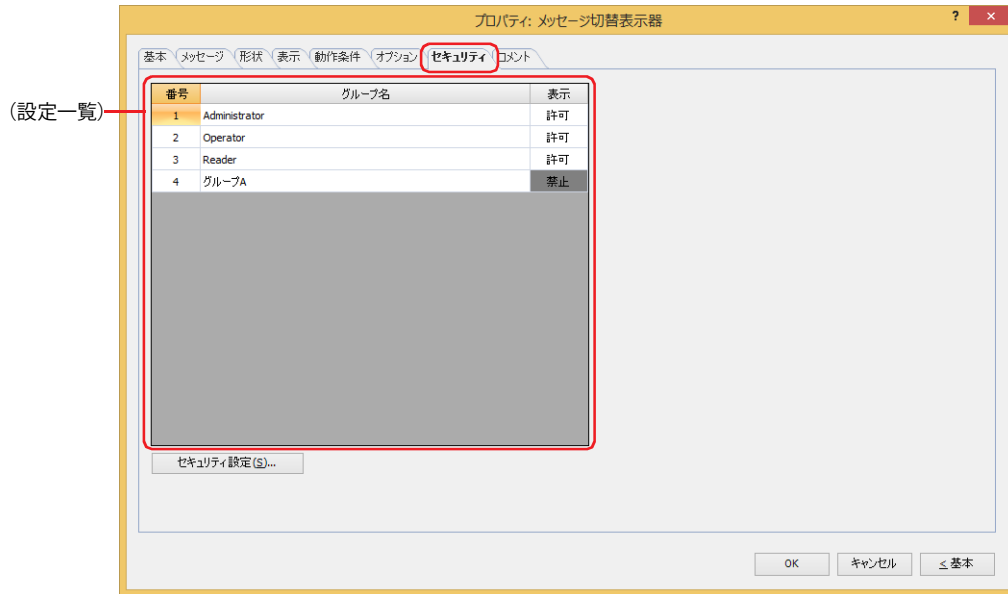 プロパティ: メッセージ切替表示器
?
×
基本 メッセージ 形状 表示 動作条件 オプション セキュリティ コメント
(設定一覧)
番号 グループ名 表示
1 Administrator 許可
2 Operator 許可
3 Reader 許可
4 グループA 禁止
セキュリティ設定(S)...
OK キャンセル ≤ 基本